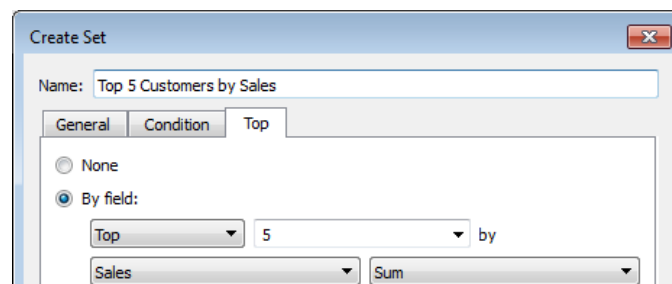 Create Set
Name: Top 5 Customers by Sales
General Condition Top
None
By field:
Top 5 by
Sales Sum